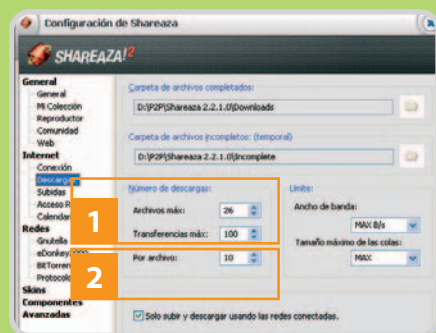 Configuración de Shareaza
SHAREAZA!2
General
General
Mi Colección
Reproductor
Comunidad
Web
Internet
Conexión
Descargas
Subidas
Acceso R
Calendar
Redes
Gnutella
eDonkey
BitTorren
Protocolo
Skins
Componentes
Avanzadas
Carpeta de archivos completados:
D:\P2P\Shareaza 2.2.1.0\Downloads
Carpeta de archivos incompletos: (temporal)
D:\P2P\Shareaza 2.2.1.0\Incomplete
Número de descargas:
1
Archivos máx: 26
Transferencias máx: 100
2
Por archivo: 10
Límite:
Ancho de banda:
MAX B/s
Tamaño máximo de las colas:
MAX
Solo subir y descargar usando las redes conectadas.